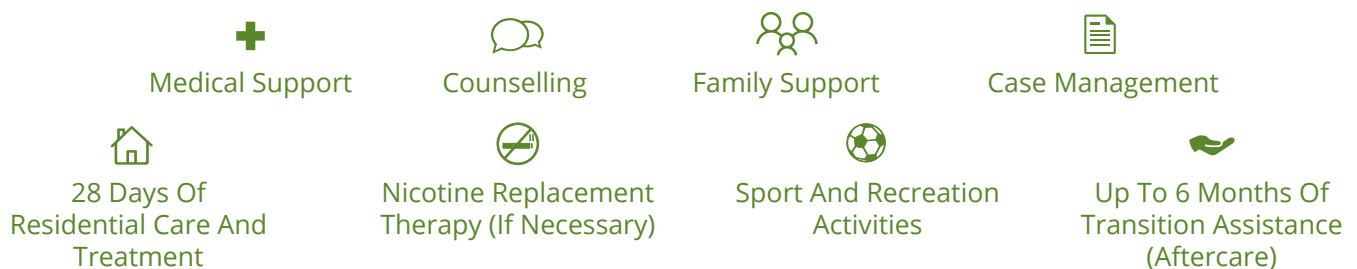 Medical Support
Counselling
Family Support
Case Management
28 Days Of
Residential Care And
Treatment
Nicotine Replacement
Therapy (If Necessary)
Sport And Recreation
Activities
Up To 6 Months Of
Transition Assistance
(Aftercare)